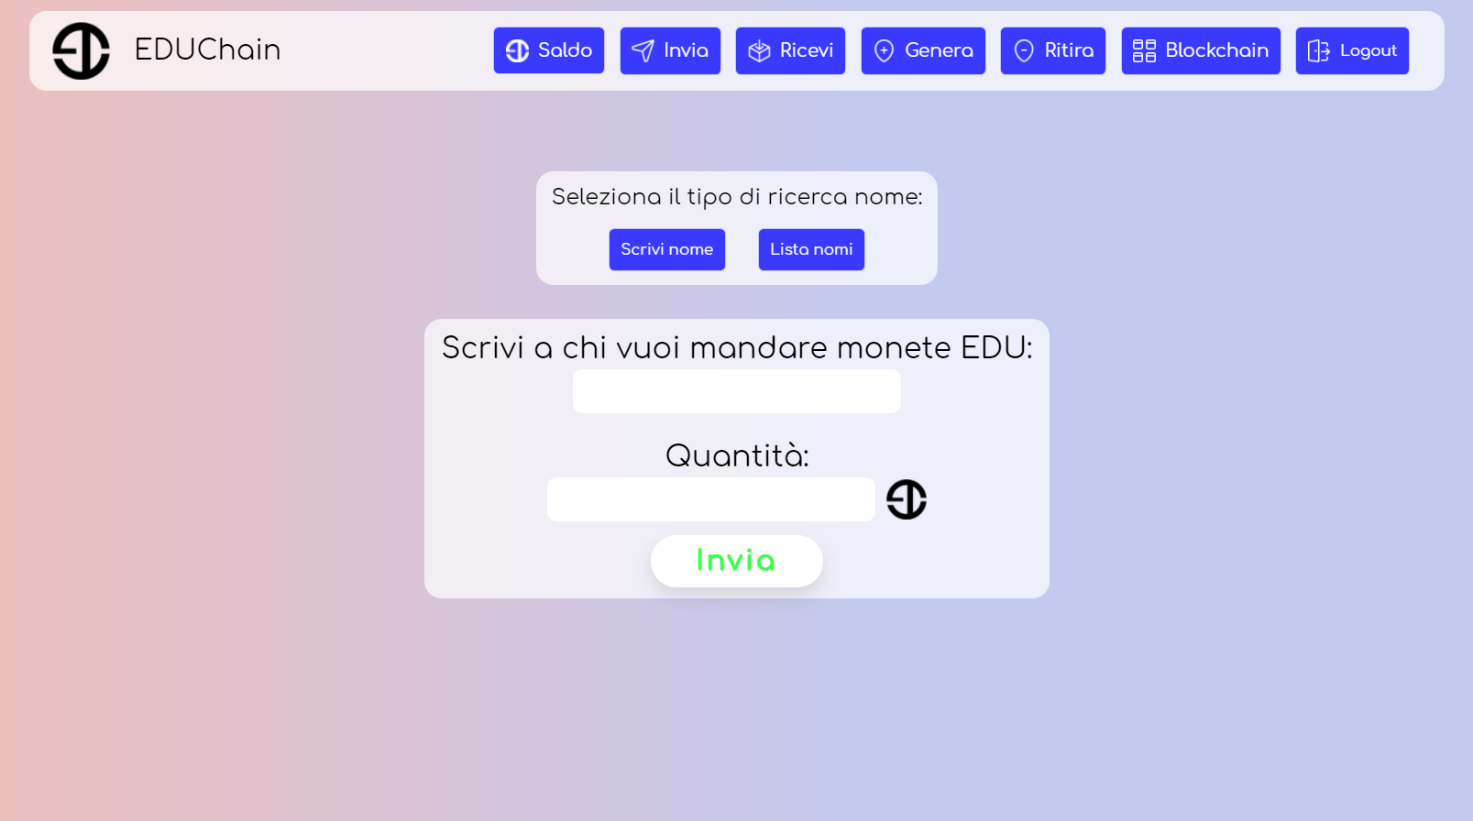 EDUChain
Saldo
Invia
Ricevi
Genera
Ritira
Blockchain
Logout
Seleziona il tipo di ricerca nome:
Scrivi nome
Lista nomi
Scrivi a chi vuoi mandare monete EDU:
Quantità:
Invia